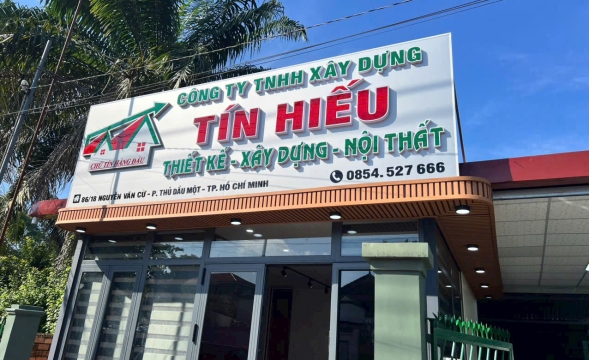 CÔNG TY TNHH XÂY DỰNG
TÍN HIẾU
THIẾT KẾ - XÂY DỰNG - NỘI THẤT
CHỮ TÍN HÀNG ĐẦU
0854.527 666
86/18 NGUYỄN VĂN CỪ - P. THỦ DẦU MỘT - TP. HỒ CHÍ MINH